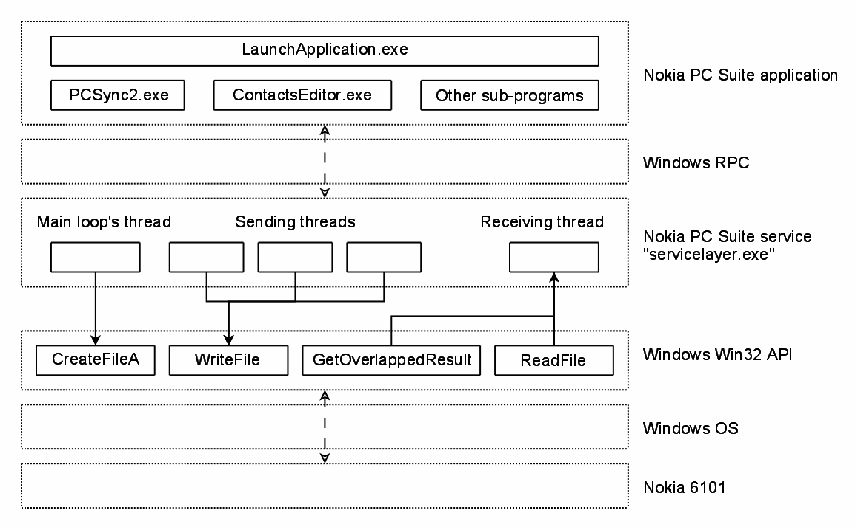 LaunchApplication.exe
Nokia PC Suite application
PCSync2.exe
ContactsEditor.exe
Other sub-programs
Windows RPC
Main loop's thread
Sending threads
Receiving thread
Nokia PC Suite service
"servicelayer.exe"
CreateFileA
WriteFile
GetOverlappedResult
ReadFile
Windows Win32 API
Windows OS
Nokia 6101